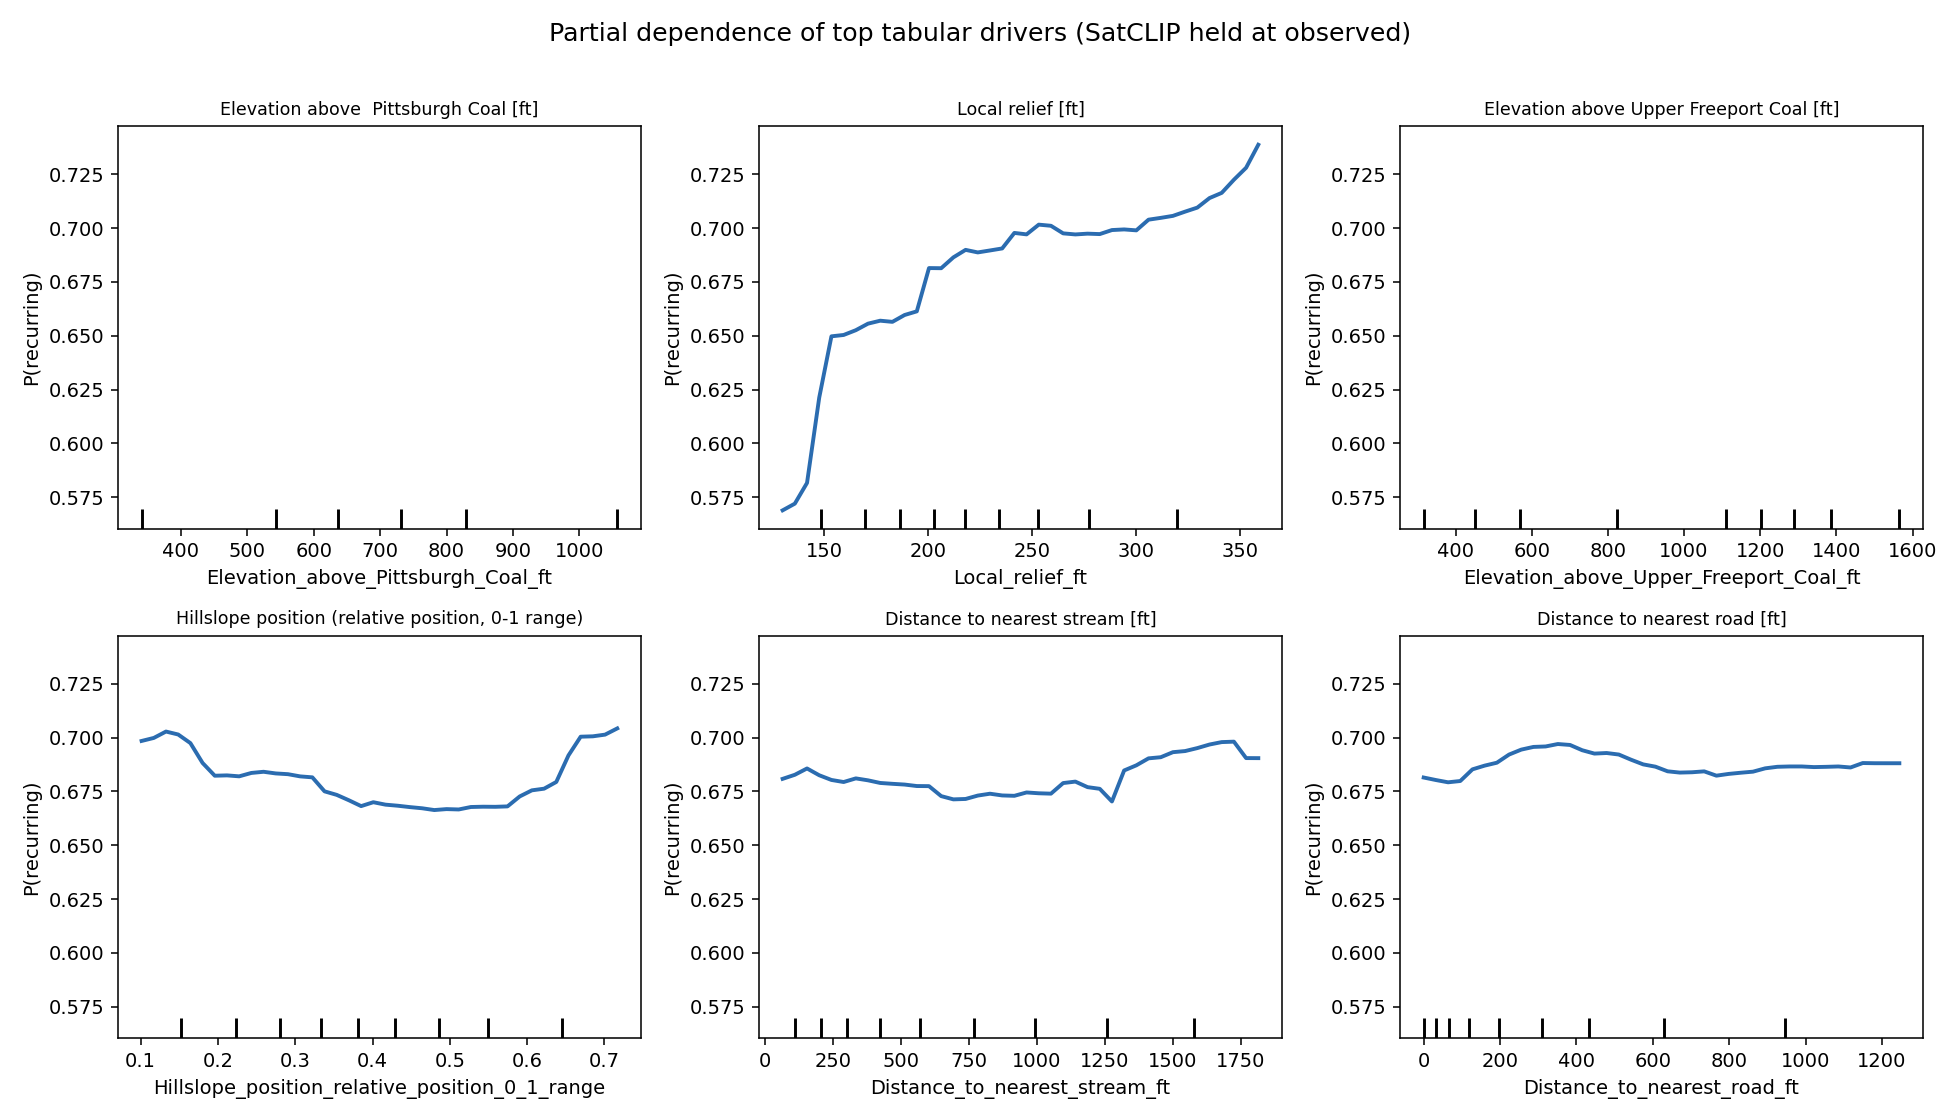 Partial dependence of top tabular drivers (SatCLIP held at observed)
Elevation above  Pittsburgh Coal [ft]
P(recurring)
0.725
0.700
0.675
0.650
0.625
0.600
0.575
400 500 600 700 800 900 1000
Elevation_above_Pittsburgh_Coal_ft
Local relief [ft]
P(recurring)
0.725
0.700
0.675
0.650
0.625
0.600
0.575
150 200 250 300 350
Local_relief_ft
Elevation above Upper Freeport Coal [ft]
P(recurring)
0.725
0.700
0.675
0.650
0.625
0.600
0.575
400 600 800 1000 1200 1400 1600
Elevation_above_Upper_Freeport_Coal_ft
Hillslope position (relative position, 0-1 range)
P(recurring)
0.725
0.700
0.675
0.650
0.625
0.600
0.575
0.1 0.2 0.3 0.4 0.5 0.6 0.7
Hillslope_position_relative_position_0_1_range
Distance to nearest stream [ft]
P(recurring)
0.725
0.700
0.675
0.650
0.625
0.600
0.575
0 250 500 750 1000 1250 1500 1750
Distance_to_nearest_stream_ft
Distance to nearest road [ft]
P(recurring)
0.725
0.700
0.675
0.650
0.625
0.600
0.575
0 200 400 600 800 1000 1200
Distance_to_nearest_road_ft